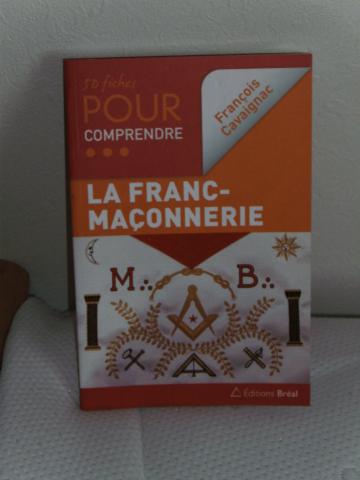 50 fiches
POUR
COMPRENDRE
François
Cavaignac
LA FRANC-
MAÇONNERIE
M∴ B∴
Éditions Bréal